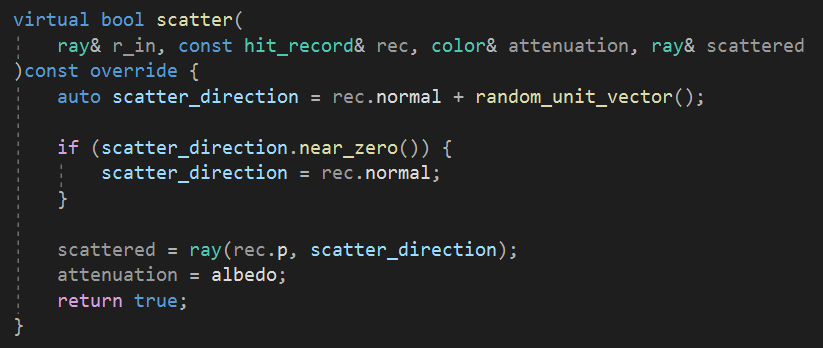 virtual bool scatter(
    ray& r_in, const hit_record& rec, color& attenuation, ray& scattered
)const override {
    auto scatter_direction = rec.normal + random_unit_vector();

    if (scatter_direction.near_zero()) {
        scatter_direction = rec.normal;
    }

    scattered = ray(rec.p, scatter_direction);
    attenuation = albedo;
    return true;
}